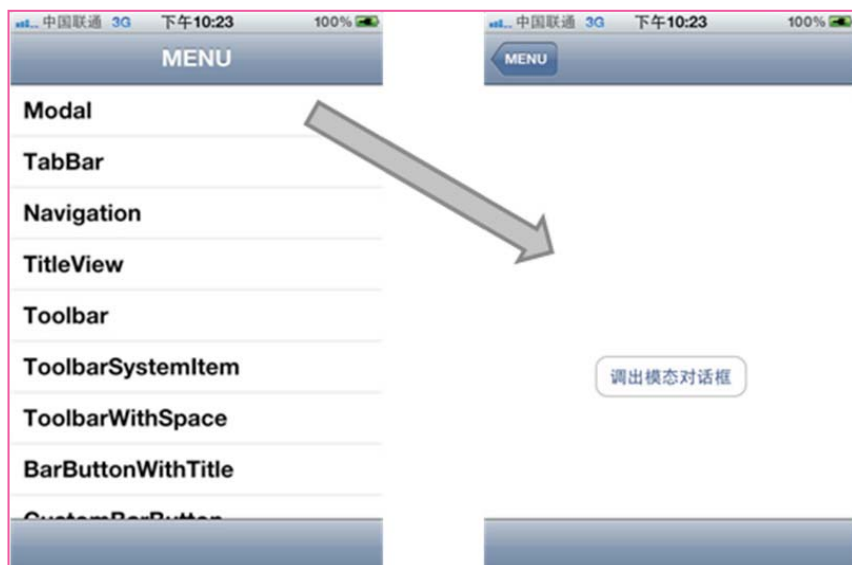 中国联通 3G 下午10:23 100%
MENU
Modal
TabBar
Navigation
TitleView
Toolbar
ToolbarSystemItem
ToolbarWithSpace
BarButtonWithTitle
CustomBarButton
中国联通 3G 下午10:23 100%
MENU
调出模态对话框